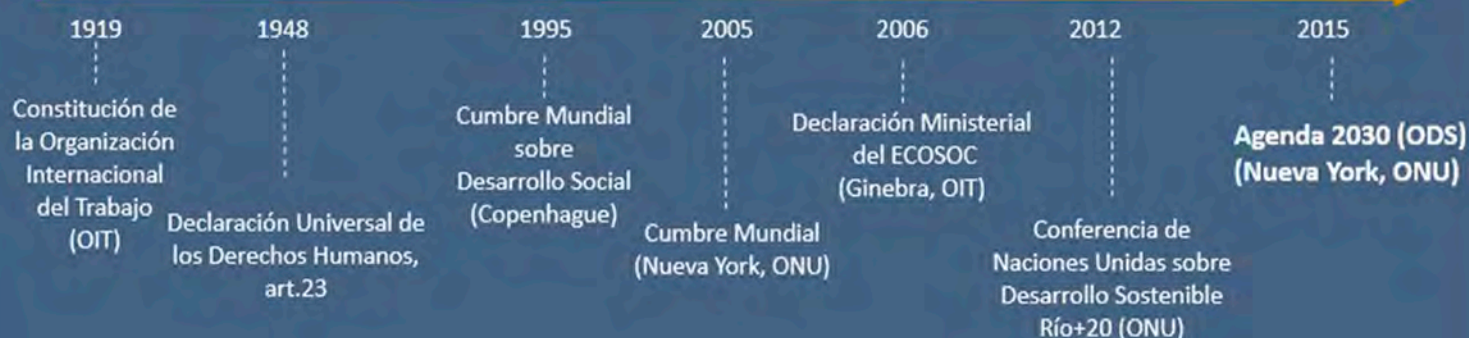 1919
Constitución de
la Organización
Internacional
del Trabajo
(OIT)
1948
Declaración Universal de
los Derechos Humanos,
art.23
1995
Cumbre Mundial
sobre
Desarrollo Social
(Copenhague)
2005
Cumbre Mundial
(Nueva York, ONU)
2006
Declaración Ministerial
del ECOSOC
(Ginebra, OIT)
2012
Conferencia de
Naciones Unidas sobre
Desarrollo Sostenible
Río+20 (ONU)
2015
Agenda 2030 (ODS)
(Nueva York, ONU)